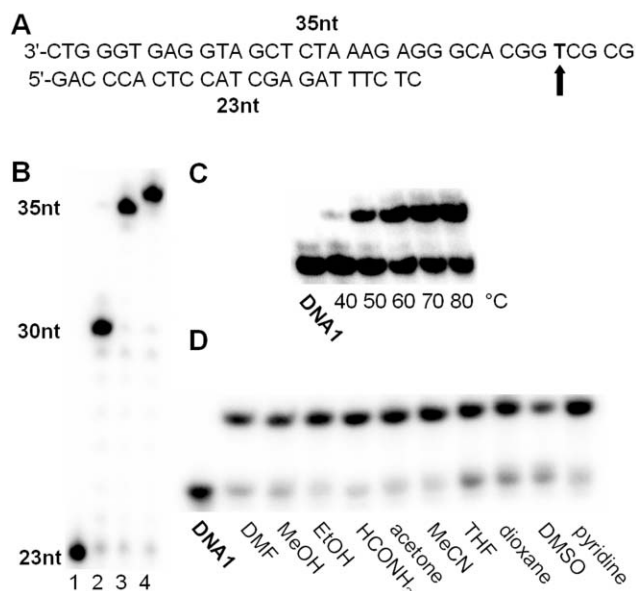 A
35nt
3'-CTG GGT GAG GTA GCT CTA AAG AGG GCA CGG TCG CG
5'-GAC CCA CTC CAT CGA GAT TTC TC
23nt
B
35nt
30nt
23nt
1 2 3 4
C
DNA1 40 50 60 70 80 °C
D
DNA1 DMF MeOH EtOH HCONH2 acetone MeCN THF dioxane DMSO pyridine